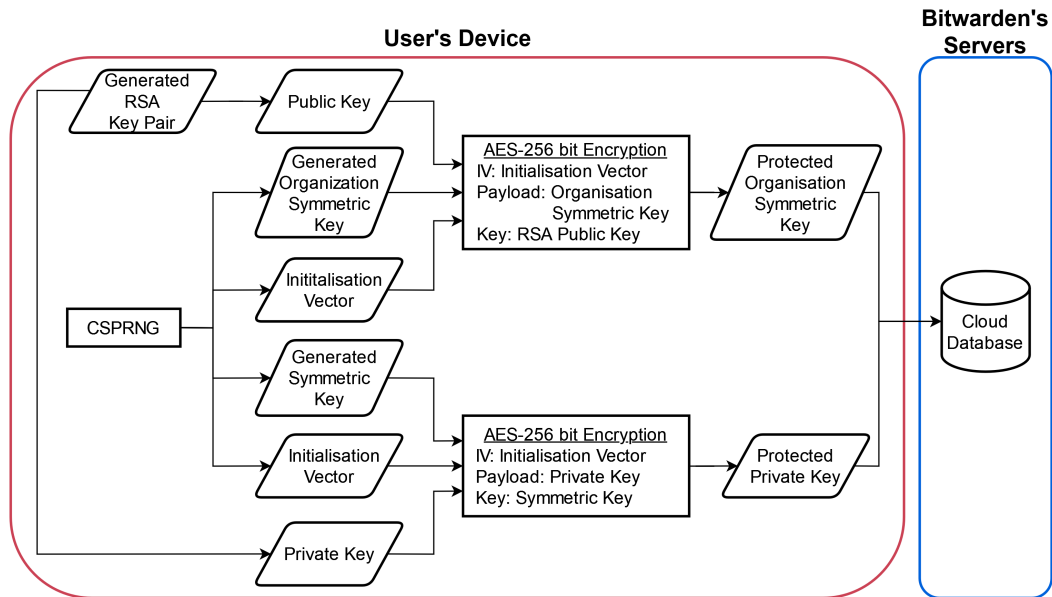 User's Device
Bitwarden's
Servers
Generated
RSA
Key Pair
Public Key
Generated
Organization
Symmetric
Key
Inititalisation
Vector
CSPRNG
Generated
Symmetric
Key
Initialisation
Vector
Private Key
AES-256 bit Encryption
IV: Initialisation Vector
Payload: Organisation
Symmetric Key
Key: RSA Public Key
AES-256 bit Encryption
IV: Initialisation Vector
Payload: Private Key
Key: Symmetric Key
Protected
Organisation
Symmetric
Key
Protected
Private Key
Cloud
Database